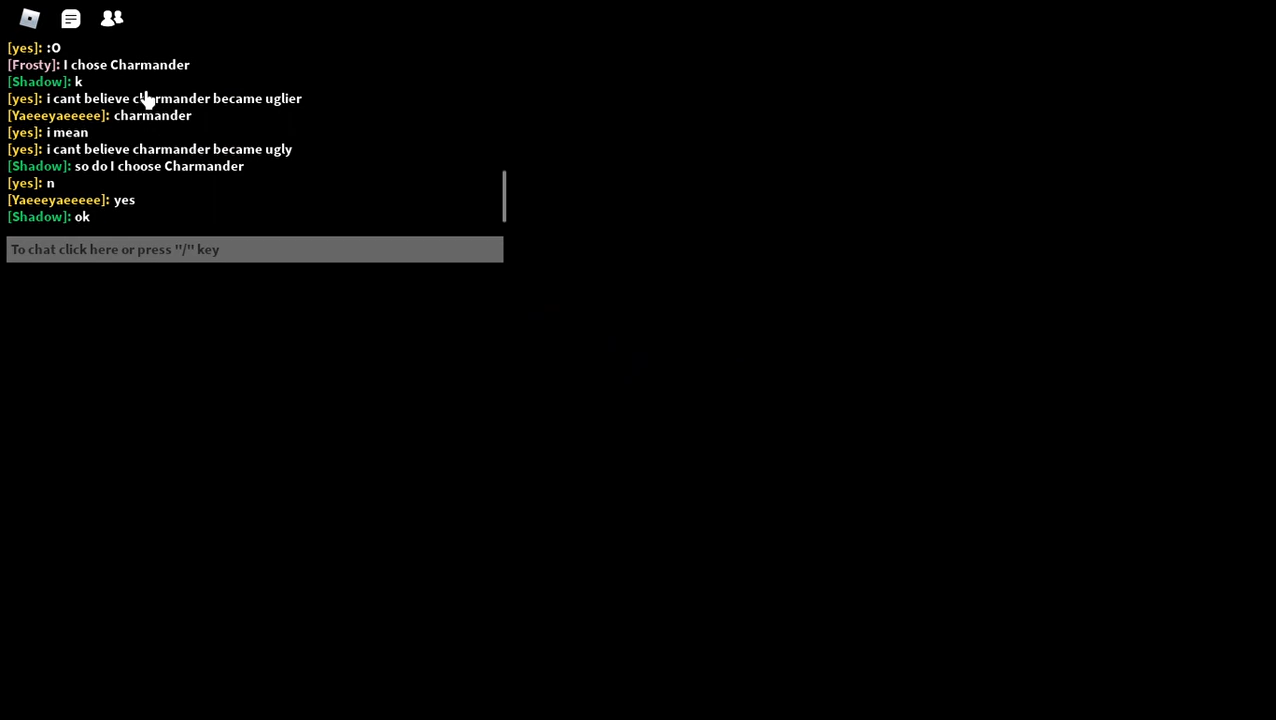 [yes]: :O
[Frosty]: I chose Charmander
[Shadow]: k
[yes]: i cant believe charmander became uglier
[Yaeeeyaeeeee]: charmander
[yes]: i mean
[yes]: i cant believe charmander became ugly
[Shadow]: so do I choose Charmander
[yes]: n
[Yaeeeyaeeeee]: yes
[Shadow]: ok
To chat click here or press "/" key